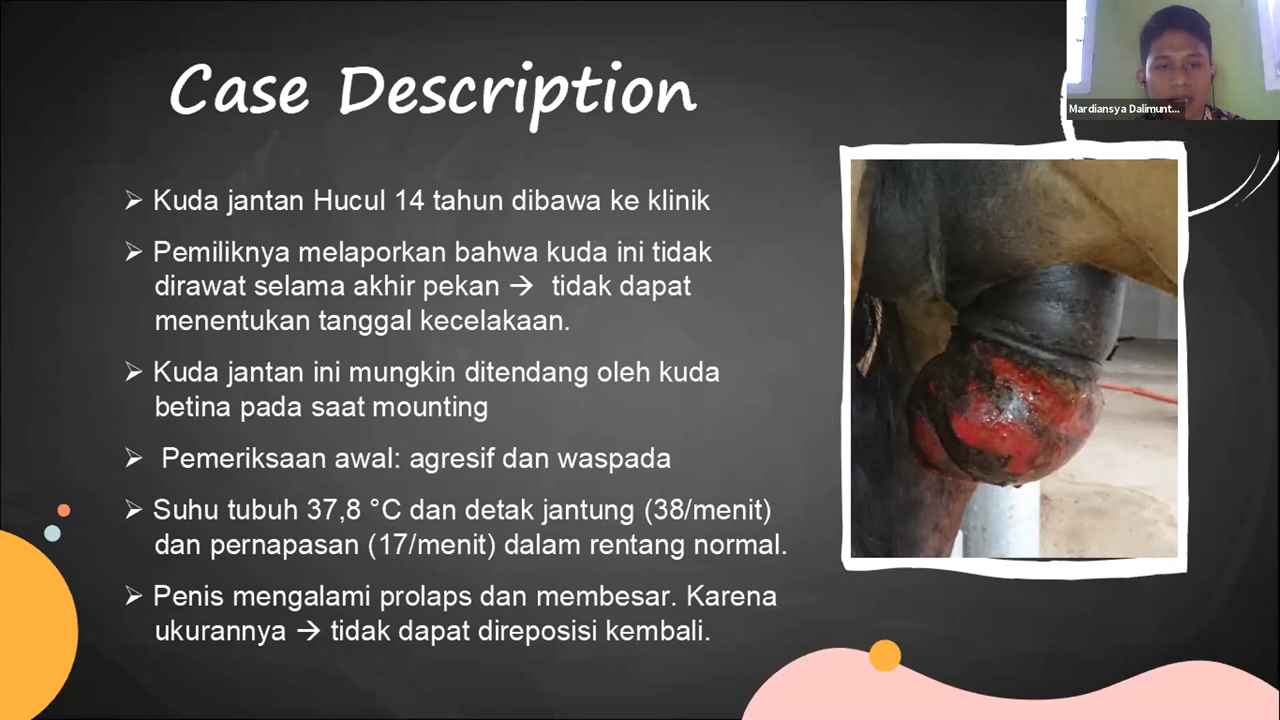 Case Description
Mardiansya Dalimunt...
➢ Kuda jantan Hucul 14 tahun dibawa ke klinik
➢ Pemiliknya melaporkan bahwa kuda ini tidak
dirawat selama akhir pekan → tidak dapat
menentukan tanggal kecelakaan.
➢ Kuda jantan ini mungkin ditendang oleh kuda
betina pada saat mounting
➢ Pemeriksaan awal: agresif dan waspada
➢ Suhu tubuh 37,8 °C dan detak jantung (38/menit)
dan pernapasan (17/menit) dalam rentang normal.
➢ Penis mengalami prolaps dan membesar. Karena
ukurannya → tidak dapat direposisi kembali.